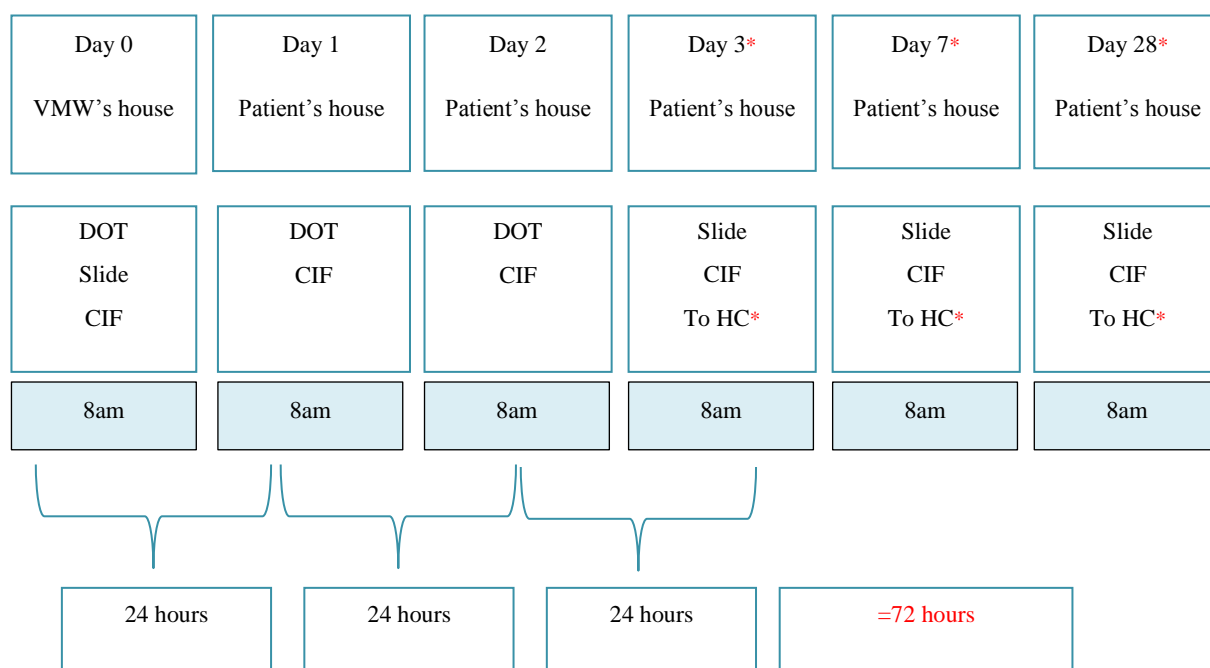 Day 0
VMW's house
Day 1
Patient's house
Day 2
Patient's house
Day 3*
Patient's house
Day 7*
Patient's house
Day 28*
Patient's house
DOT
Slide
CIF
DOT
CIF
DOT
CIF
Slide
CIF
To HC*
Slide
CIF
To HC*
Slide
CIF
To HC*
8am
8am
8am
8am
8am
8am
24 hours
24 hours
24 hours
=72 hours